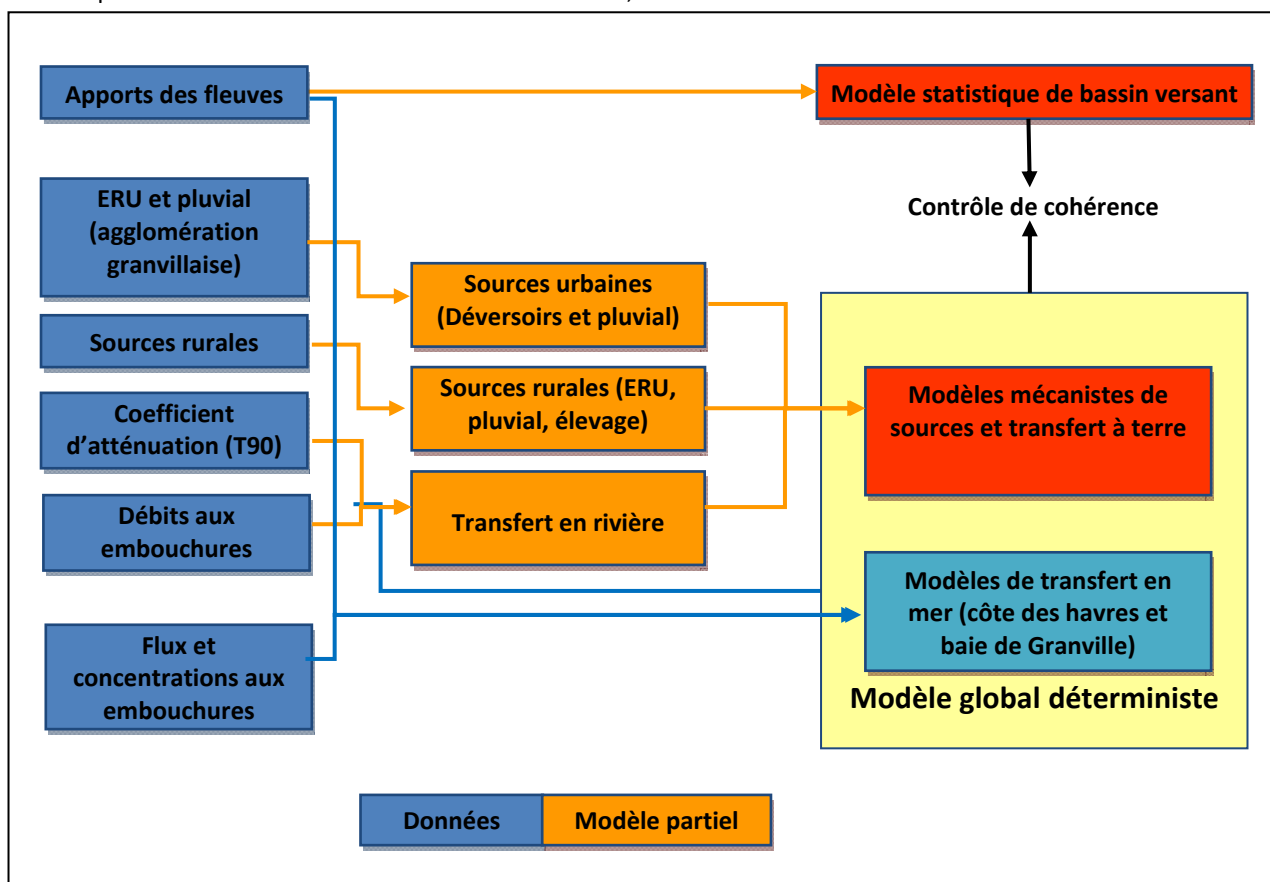 Apports des fleuves
Modèle statistique de bassin versant
ERU et pluvial
(agglomération
granvillaise)
Contrôle de cohérence
Sources urbaines
(Déversoirs et pluvial)
Sources rurales
Sources rurales (ERU,
pluvial, élevage)
Modèles mécanistes de
sources et transfert à terre
Coefficient
d’atténuation (T90)
Débits aux
embouchures
Transfert en rivière
Modèles de transfert en
mer (côte des havres et
baie de Granville)
Flux et
concentrations aux
embouchures
Modèle global déterministe
Données
Modèle partiel